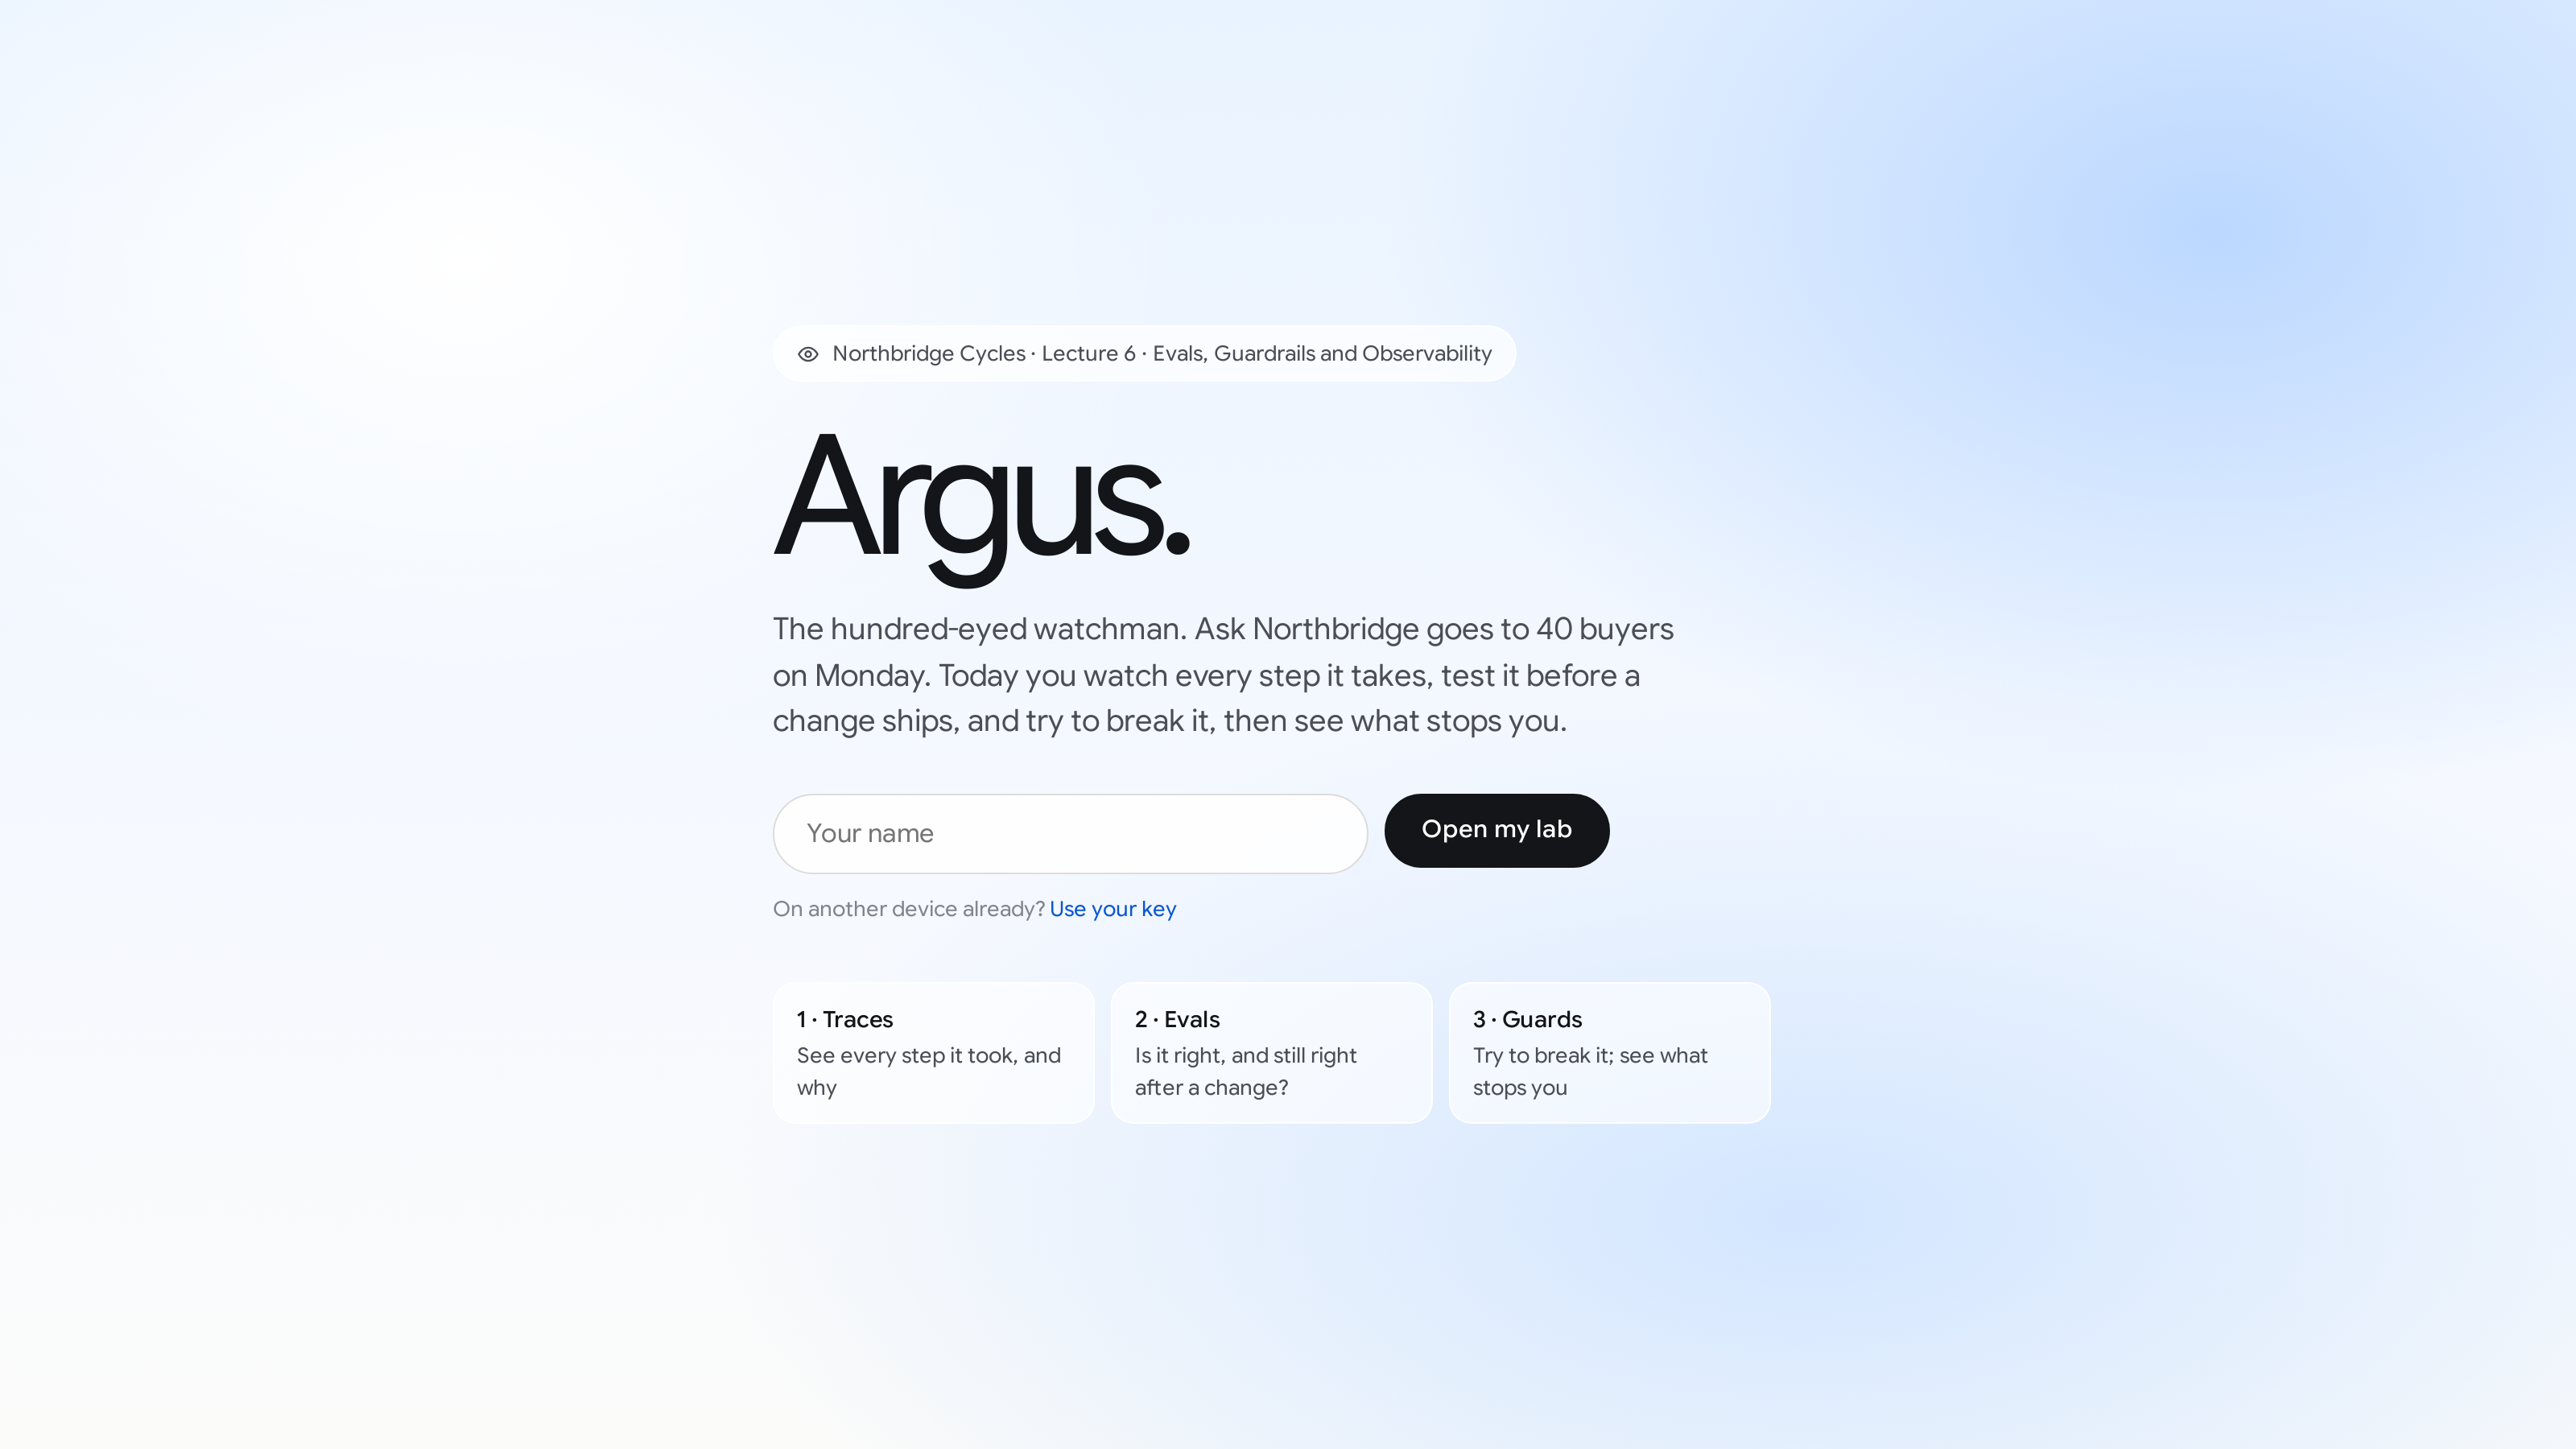 Northbridge Cycles · Lecture 6 · Evals, Guardrails and Observability
Argus.
The hundred-eyed watchman. Ask Northbridge goes to 40 buyers
on Monday. Today you watch every step it takes, test it before a
change ships, and try to break it, then see what stops you.
Your name
Open my lab
On another device already? Use your key
1 · Traces
See every step it took, and
why
2 · Evals
Is it right, and still right
after a change?
3 · Guards
Try to break it; see what
stops you